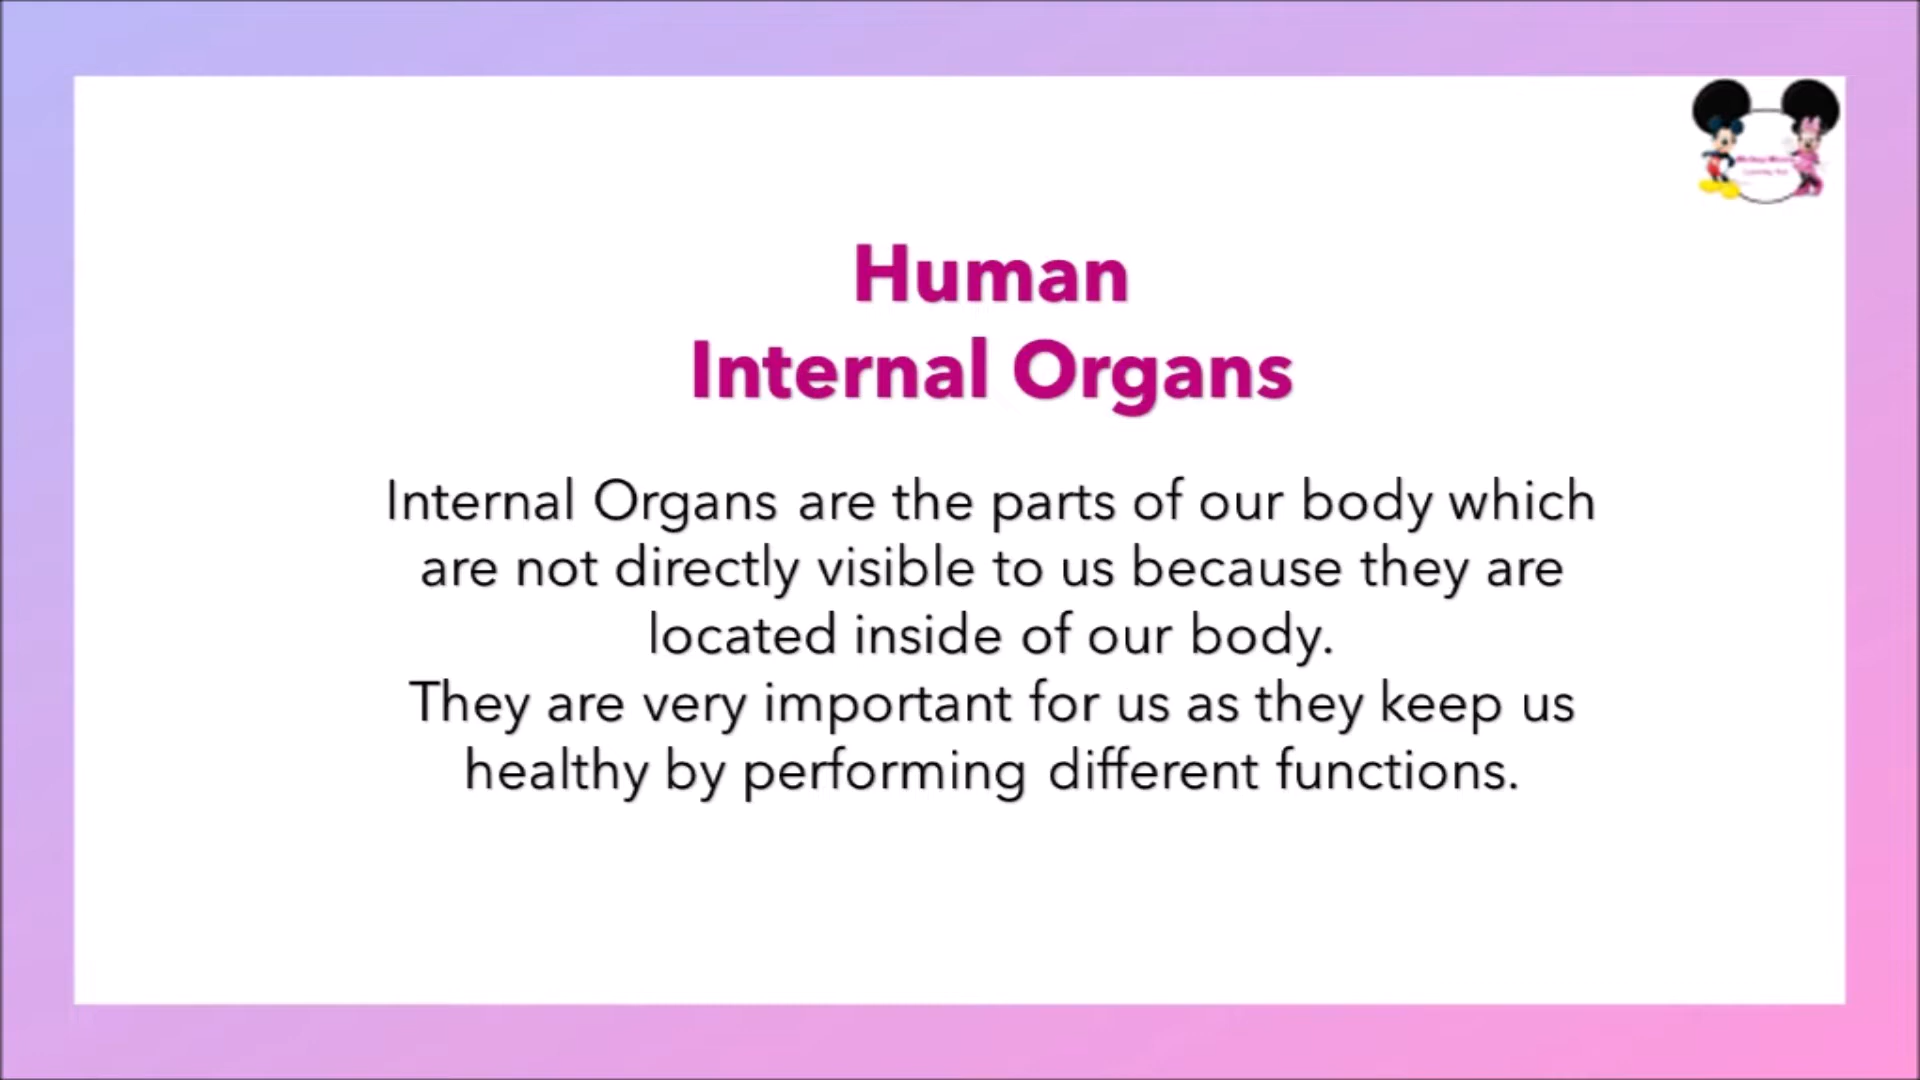 Human
Internal Organs
Internal Organs are the parts of our body which
are not directly visible to us because they are
located inside of our body.
They are very important for us as they keep us
healthy by performing different functions.